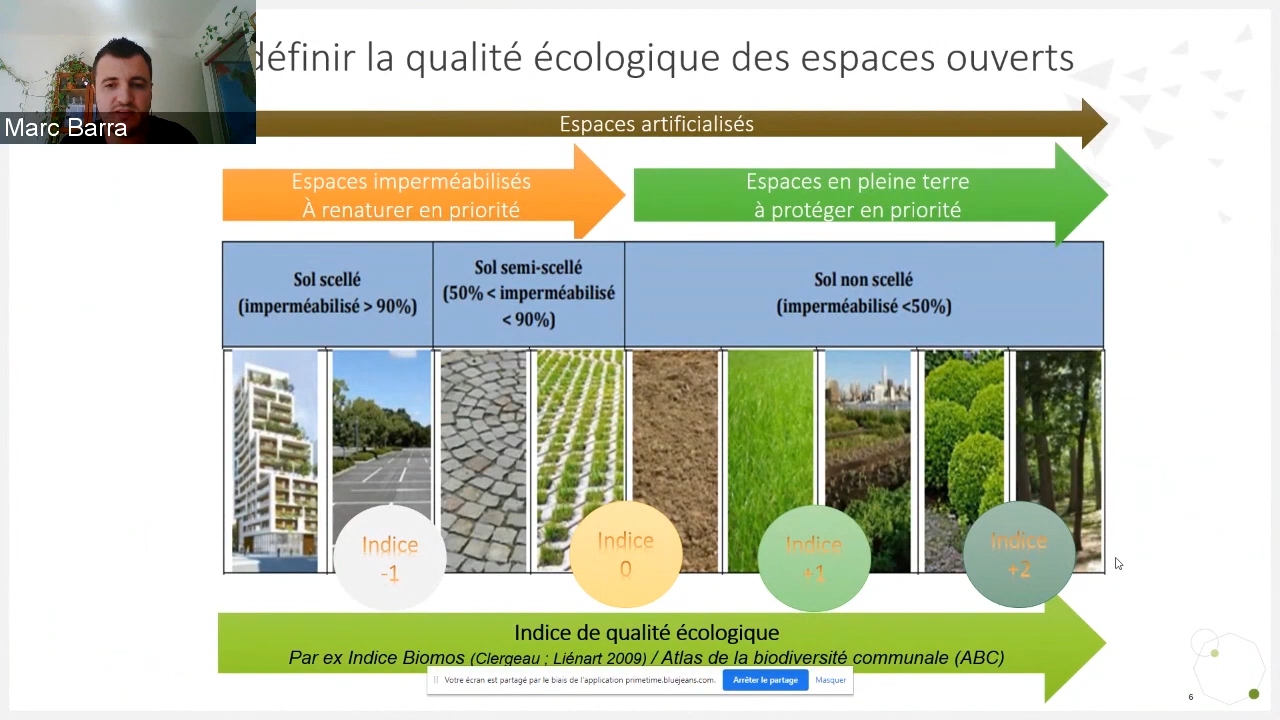 définir la qualité écologique des espaces ouverts
Marc Barra
Espaces artificialisés
Espaces imperméabilisés
À renaturer en priorité
Espaces en pleine terre
à protéger en priorité
Sol scellé
(imperméabilisé > 90%)
Sol semi-scellé
(50% < imperméabilisé
< 90%)
Sol non scellé
(imperméabilisé <50%)
Indice
-1
Indice
0
Indice
+1
Indice
+2
Indice de qualité écologique
Par ex Indice Biomos (Clergeau ; Liénart 2009) / Atlas de la biodiversité communale (ABC)
Votre écran est partagé par le biais de l'application primetime.bluejeans.com.
Arrêter le partage
Masquer
6